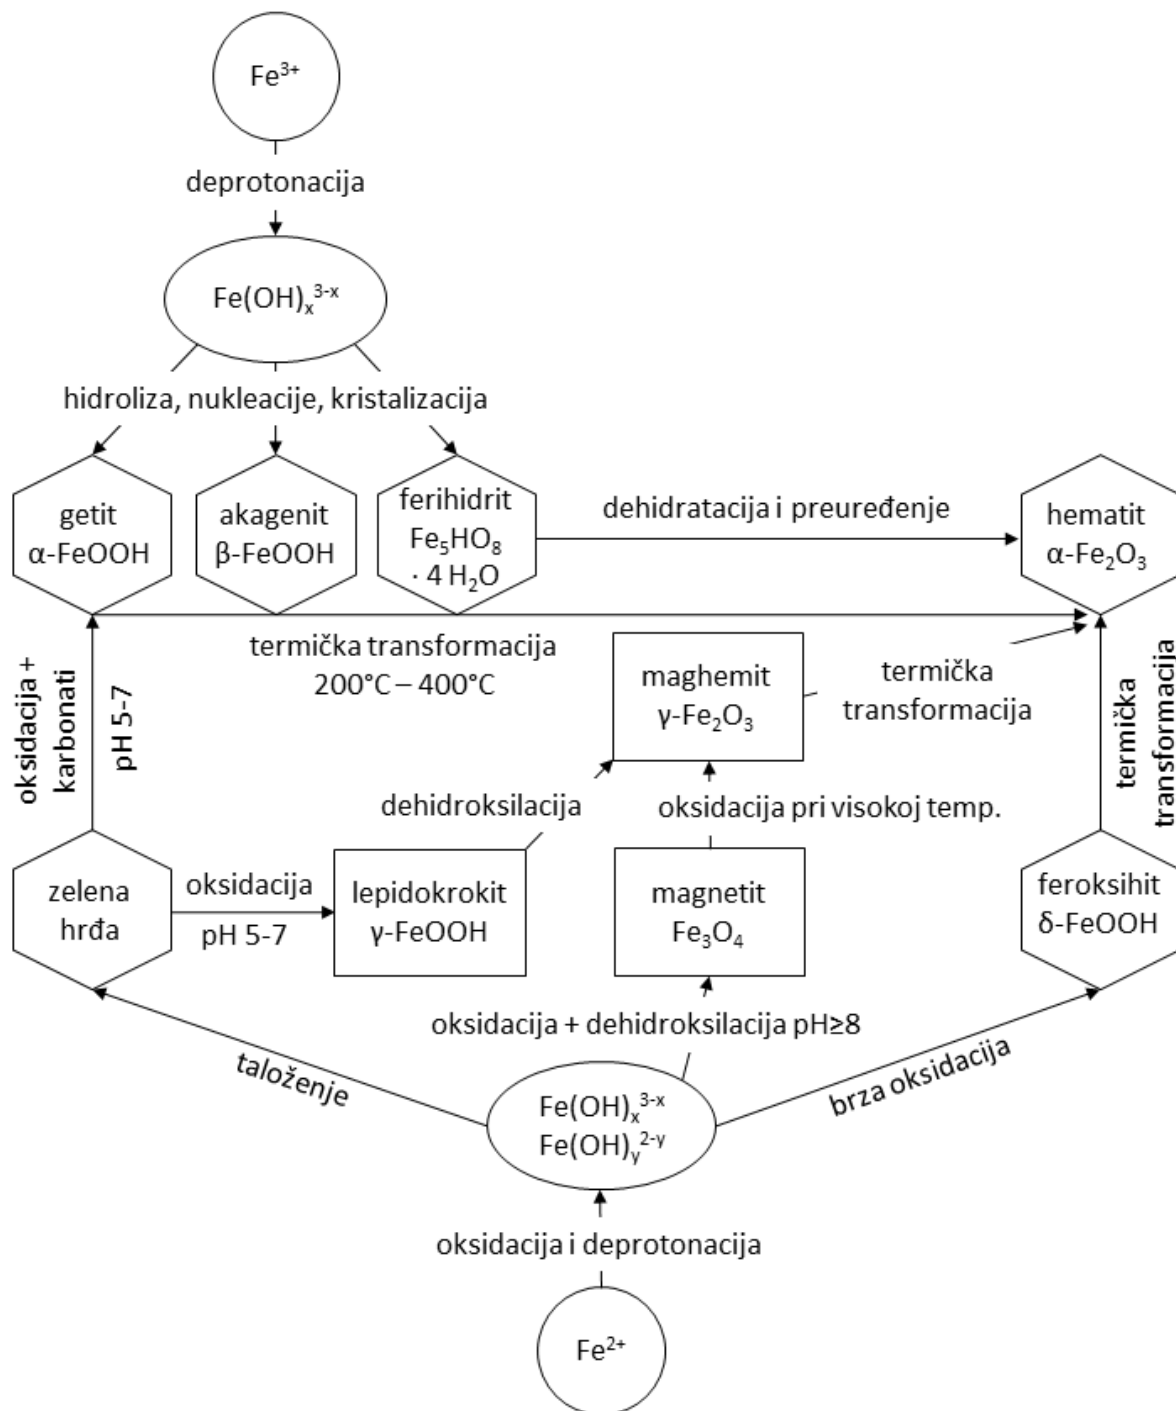 Fe³⁺
deprotonacija
Fe(OH)ₓ³⁻ˣ
hidroliza, nukleacije, kristalizacija
getit
α-FeOOH
akagenit
β-FeOOH
ferihidrit
Fe₅HO₈
· 4 H₂O
dehidratacija i preuređenje
hematit
α-Fe₂O₃
termička transformacija
200°C – 400°C
oksidacija +
karbonati
pH 5-7
maghemit
γ-Fe₂O₃
termička
transformacija
termička
transformacija
dehidroksilacija
oksidacija pri visokoj temp.
zelena
hrđa
oksidacija
pH 5-7
lepidokrokit
γ-FeOOH
magnetit
Fe₃O₄
feroksihit
δ-FeOOH
oksidacija + dehidroksilacija pH≥8
taloženje
brza oksidacija
Fe(OH)ₓ³⁻ˣ
Fe(OH)ᵧ²⁻ʸ
oksidacija i deprotonacija
Fe²⁺